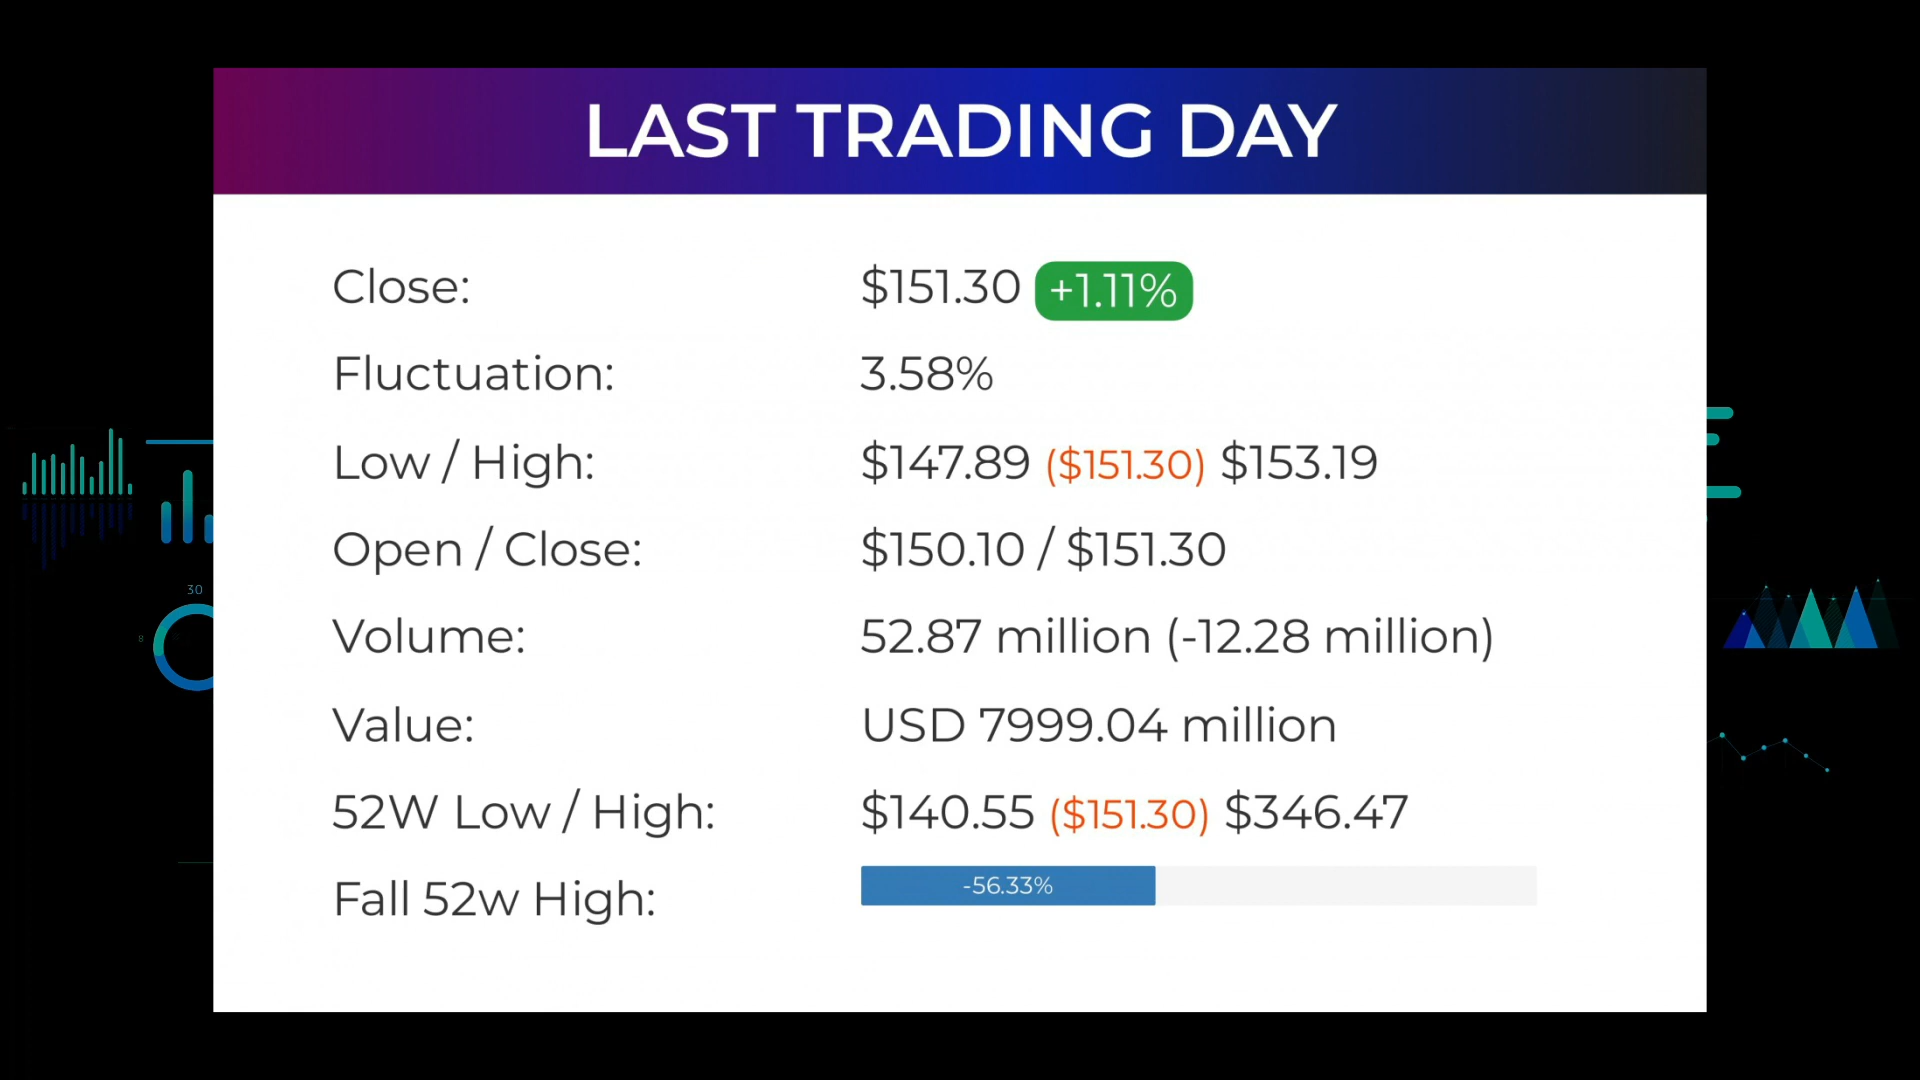 LAST TRADING DAY
Close: $151.30 +1.11%
Fluctuation: 3.58%
Low / High: $147.89 ($151.30) $153.19
Open / Close: $150.10 / $151.30
Volume: 52.87 million (-12.28 million)
Value: USD 7999.04 million
52W Low / High: $140.55 ($151.30) $346.47
Fall 52w High: -56.33%
30
8